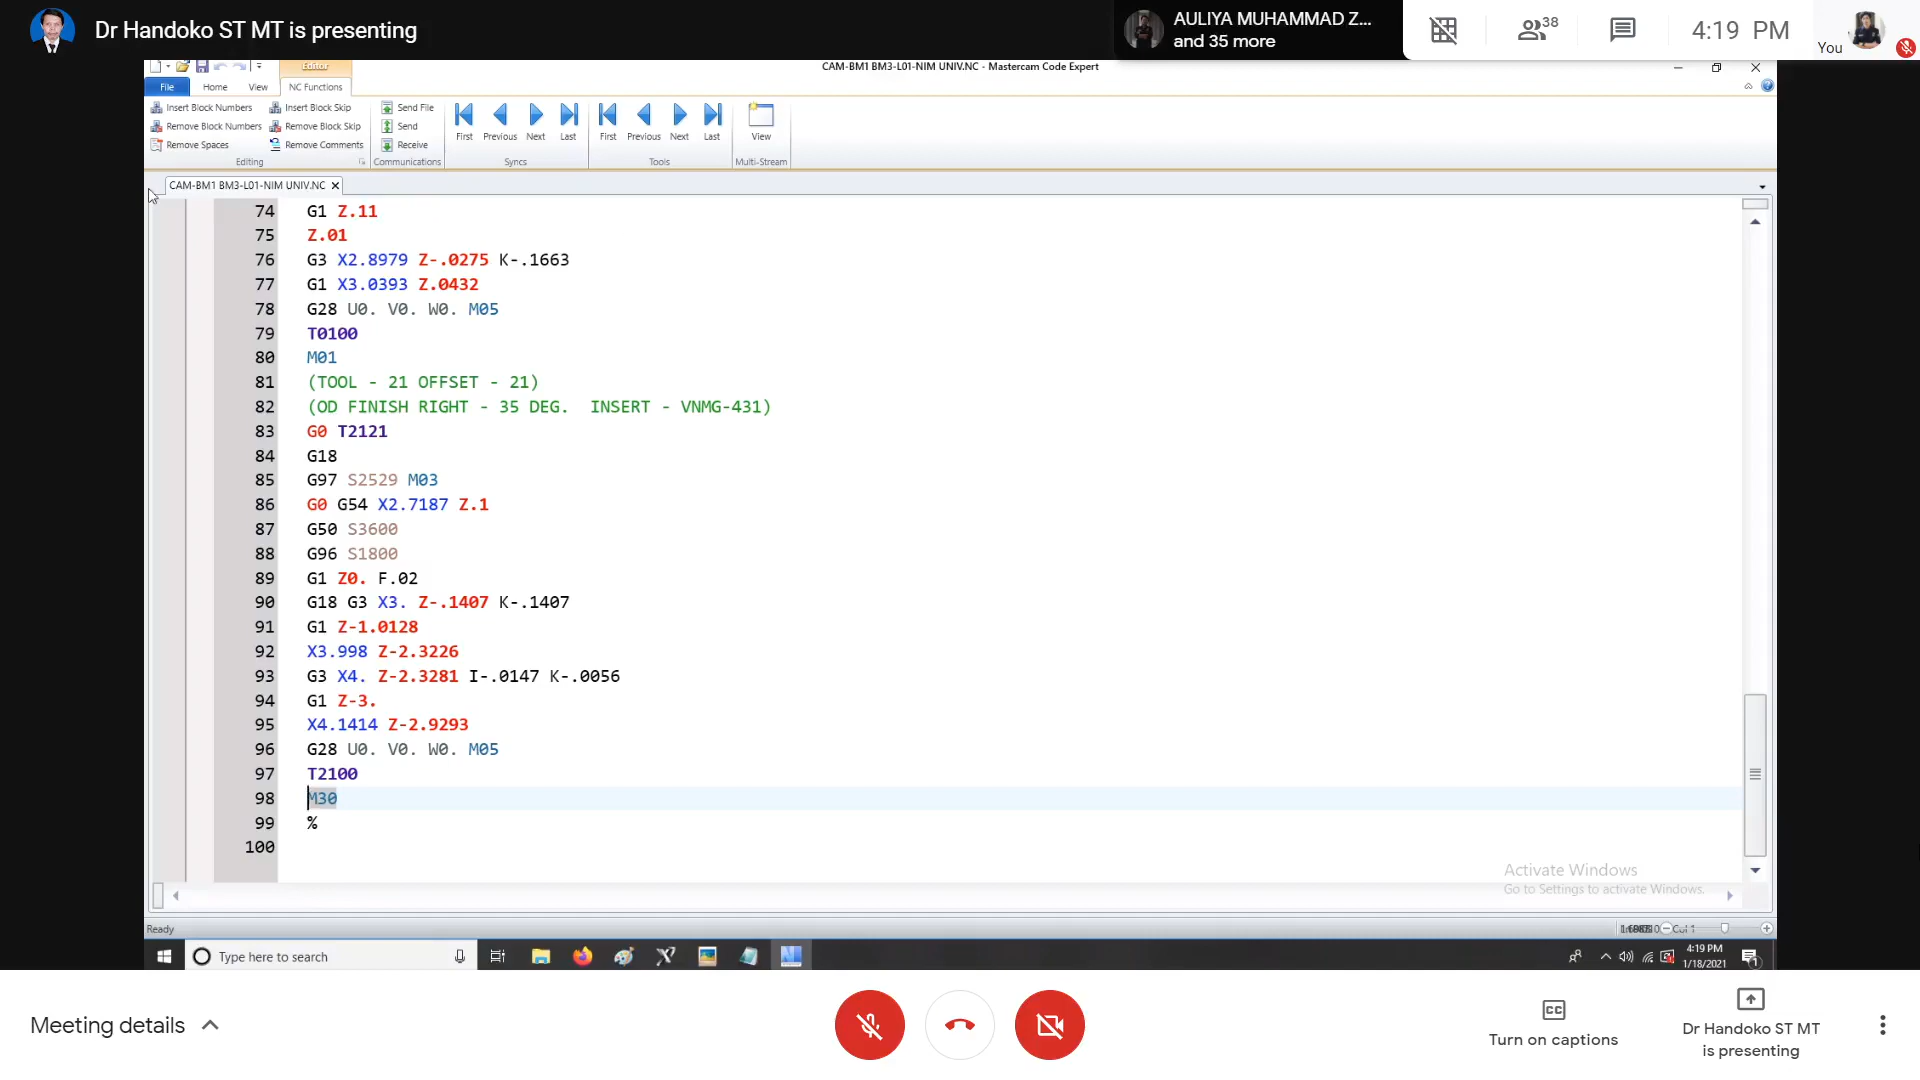 Dr Handoko ST MT is presenting
AULIYA MUHAMMAD Z...
and 35 more
38
4:19 PM
You
Editor
CAM-BM1 BM3-L01-NIM UNIV.NC - Mastercam Code Expert
File Home View NC Functions
Insert Block Numbers
Remove Block Numbers
Remove Spaces
Insert Block Skip
Remove Block Skip
Remove Comments
Editing
Send File
Send
Receive
Communications
First Previous Next Last
Syncs
First Previous Next Last
Tools
View
Multi-Stream
CAM-BM1 BM3-L01-NIM UNIV.NC
74 G1 Z.11
75 Z.01
76 G3 X2.8979 Z-.0275 K-.1663
77 G1 X3.0393 Z.0432
78 G28 U0. V0. W0. M05
79 T0100
80 M01
81 (TOOL - 21 OFFSET - 21)
82 (OD FINISH RIGHT - 35 DEG. INSERT - VNMG-431)
83 G0 T2121
84 G18
85 G97 S2529 M03
86 G0 G54 X2.7187 Z.1
87 G50 S3600
88 G96 S1800
89 G1 Z0. F.02
90 G18 G3 X3. Z-.1407 K-.1407
91 G1 Z-1.0128
92 X3.998 Z-2.3226
93 G3 X4. Z-2.3281 I-.0147 K-.0056
94 G1 Z-3.
95 X4.1414 Z-2.9293
96 G28 U0. V0. W0. M05
97 T2100
98 M30
99 %
100
Activate Windows
Go to Settings to activate Windows.
Ready
Type here to search
4:19 PM
1/18/2021
1
Meeting details
Turn on captions
Dr Handoko ST MT
is presenting